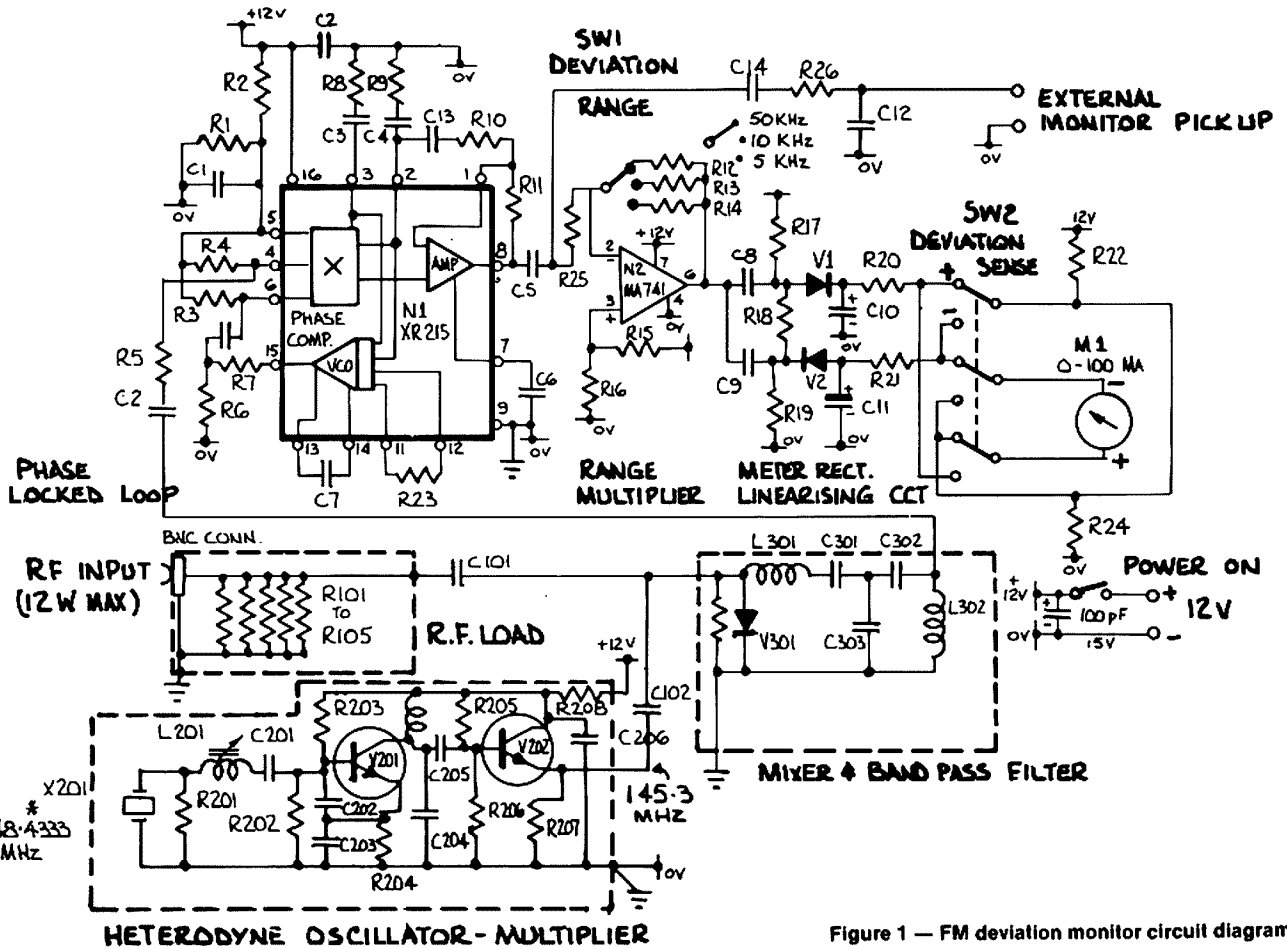 +12V
C2
R2
R8
R9
0V
C3
C4
C13
R10
R1
C1
0V
16
3
2
1
R11
5
4
6
15
R4
R3
R5
C2
R7
R6
0V
X
PHASE
COMP.
AMP
N1
XR215
VCO
8
7
9
C5
C6
0V
13
14
11
12
C7
R23
PHASE
LOCKED LOOP
SW1
DEVIATION
RANGE
50KHz
10 KHz
5 KHz
C14
R26
C12
0V
EXTERNAL
MONITOR PICKUP
0V
R12
R13
R14
R25
+12V
2
7
N2
MA741
6
3
+
4
0V
R15
R16
0V
RANGE
MULTIPLIER
R17
C8
V1
R20
R18
+
C10
-
0V
C9
V2
R21
R19
0V
+
C11
-
0V
METER RECT.
LINEARISING CCT
SW2
DEVIATION
SENSE
+
-
12V
R22
M1
0-100 MA
-
+
R24
0V
POWER ON
+
12V
0V
+
-
100pF
15V
+
12V
-
BNC CONN.
RF INPUT
(12W MAX)
R101
TO
R105
R.F. LOAD
C101
L301
C301
C302
V301
C303
L302
MIXER & BAND PASS FILTER
+12V
C102
R203
R205
R208
L201
C201
V201
V202
C206
C205
X201
*
68.4333
MHz
R201
R202
C202
C203
C204
R206
R207
R204
145.3
MHZ
0V
HETERODYNE OSCILLATOR-MULTIPLIER
Figure 1 — FM deviation monitor circuit diagram